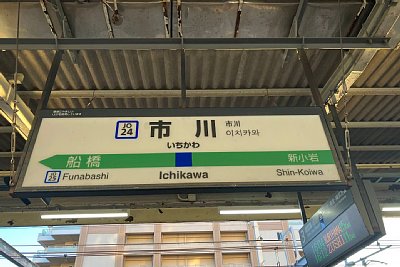 JO
24
市川
市川
이치카와
いちかわ
船橋
新小岩
JO
25
Funabashi
Ichikawa
Shin-Koiwa